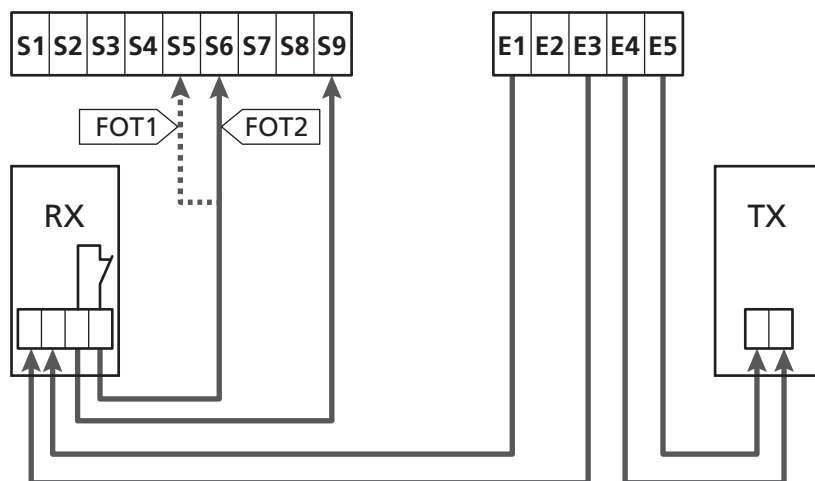 S1 S2 S3 S4 S5 S6 S7 S8 S9
E1 E2 E3 E4 E5
FOT1
FOT2
RX
TX